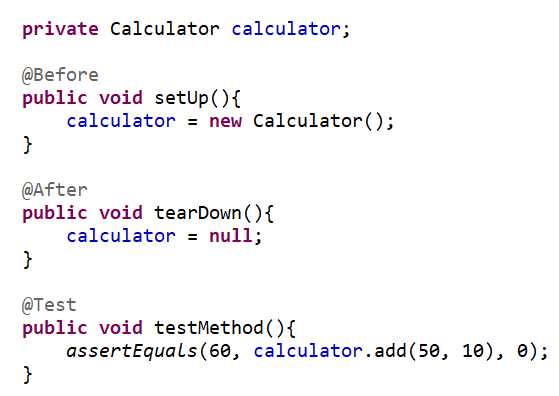 private Calculator calculator;
@Before
public void setUp(){
calculator = new Calculator();
}
@After
public void tearDown(){
calculator = null;
}
@Test
public void testMethod(){
assertEquals(60, calculator.add(50, 10), 0);
}